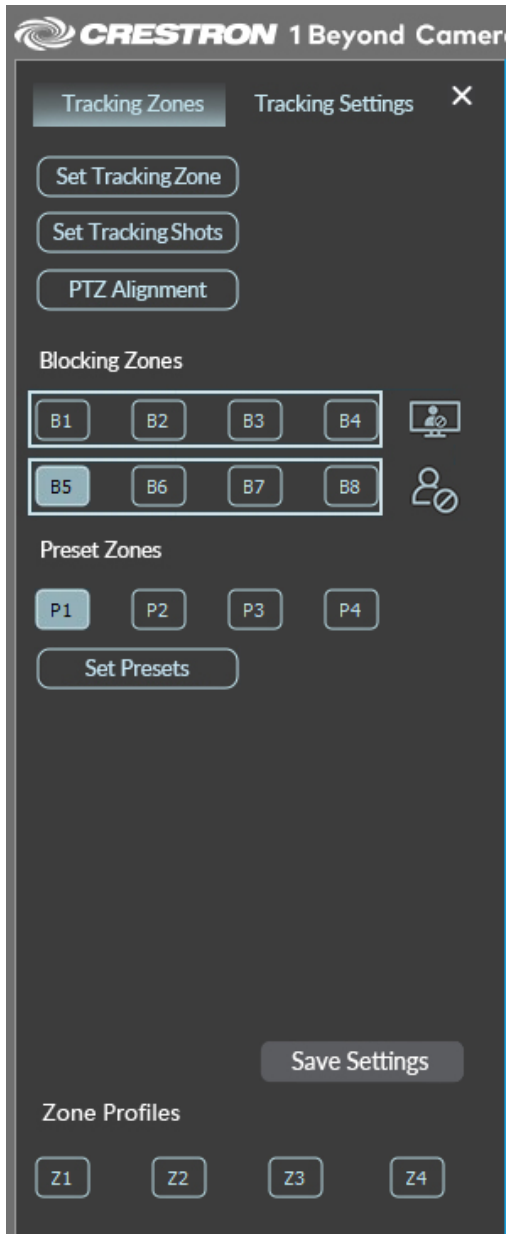 CRESTRON 1 Beyond Camer
Tracking Zones Tracking Settings ×
Set Tracking Zone
Set Tracking Shots
PTZ Alignment
Blocking Zones
B1 B2 B3 B4
B5 B6 B7 B8
Preset Zones
P1 P2 P3 P4
Set Presets
Save Settings
Zone Profiles
Z1 Z2 Z3 Z4